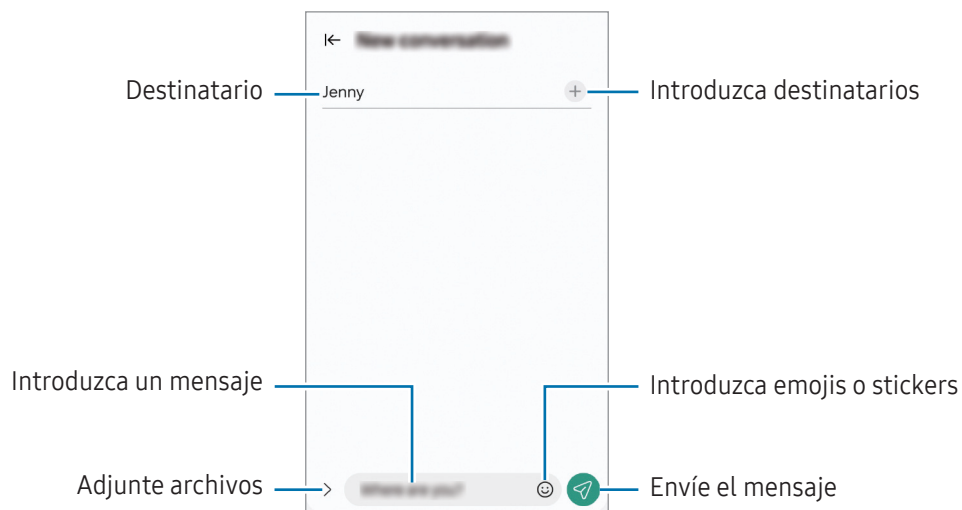 Destinatario
Jenny
Introduzca destinatarios
Introduzca un mensaje
Introduzca emojis o stickers
Adjunte archivos
Envíe el mensaje